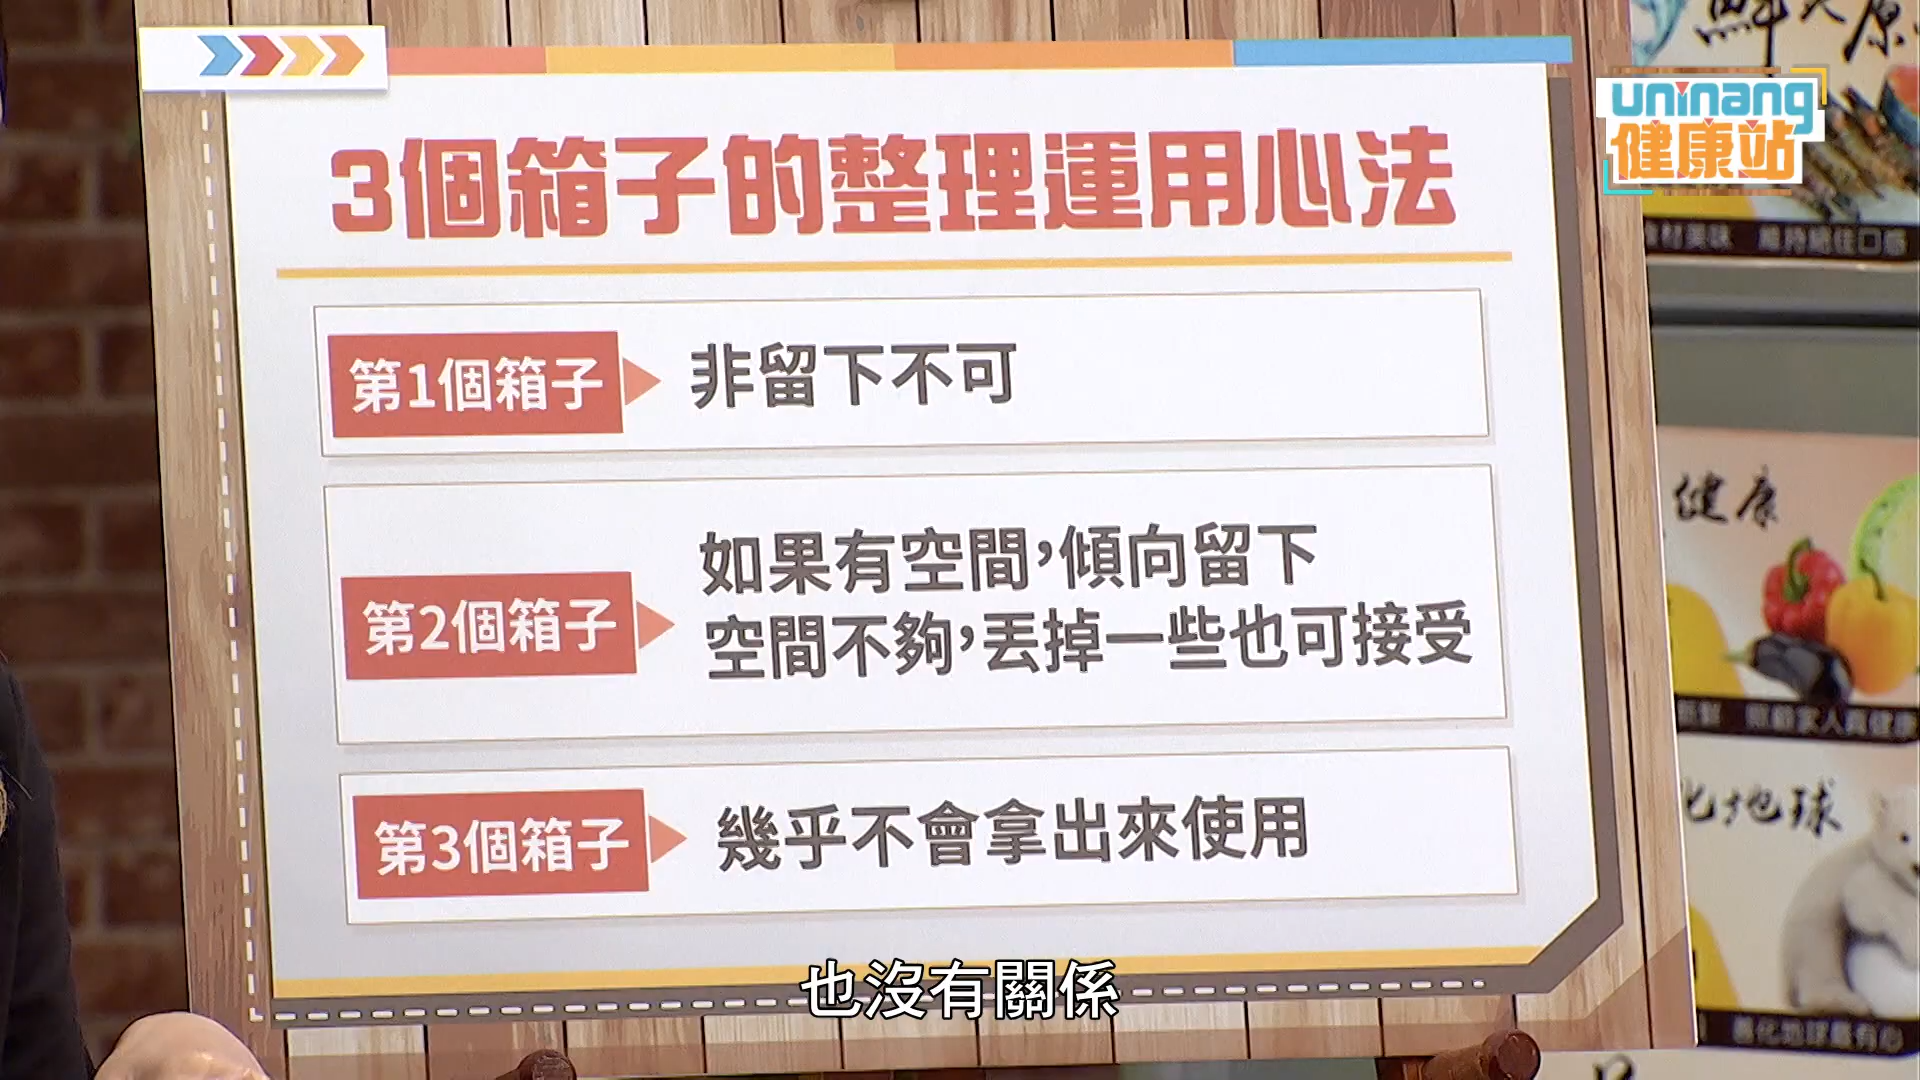 3個箱子的整理運用心法
第1個箱子
非留下不可
第2個箱子
如果有空間，傾向留下
空間不夠，丟掉一些也可接受
第3個箱子
幾乎不會拿出來使用
也沒有關係
uninang
健康站
健康
化地球